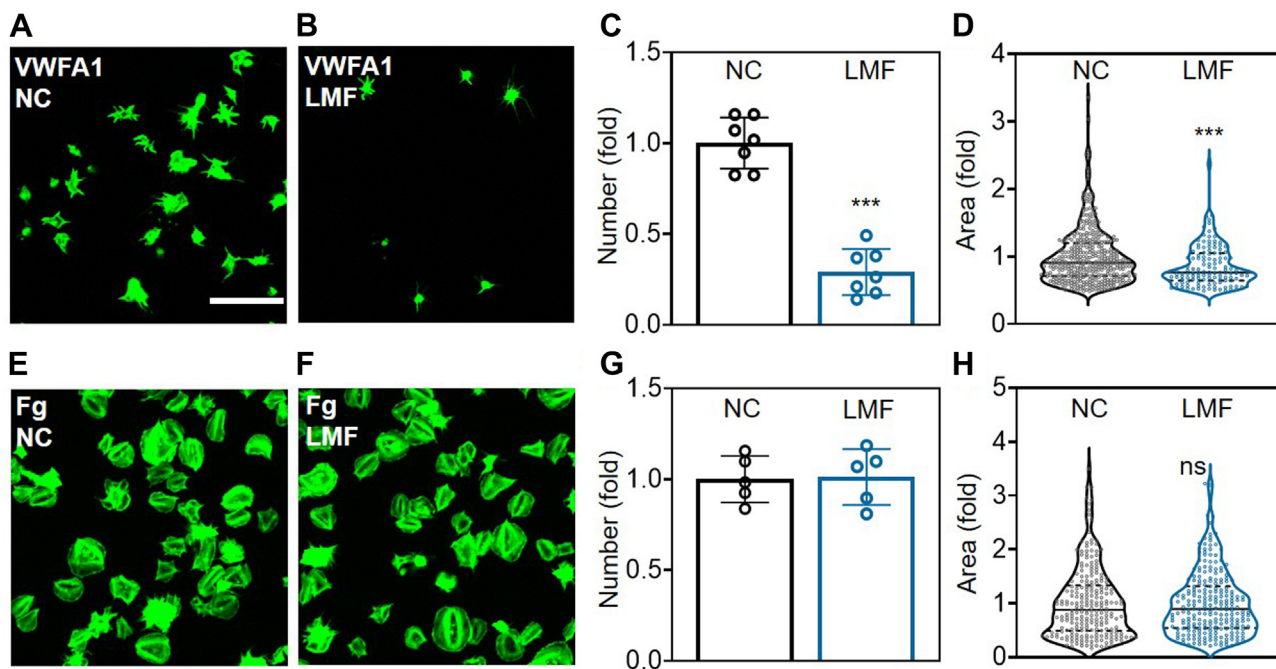 A
B
C
D
VWFA1
NC
VWFA1
LMF
Number (fold)
1.5
1.0
0.5
0.0
NC
LMF
***
Area (fold)
4
3
2
1
0
NC
LMF
***
E
F
G
H
Fg
NC
Fg
LMF
Number (fold)
1.5
1.0
0.5
0.0
NC
LMF
Area (fold)
5
4
3
2
1
0
NC
LMF
ns